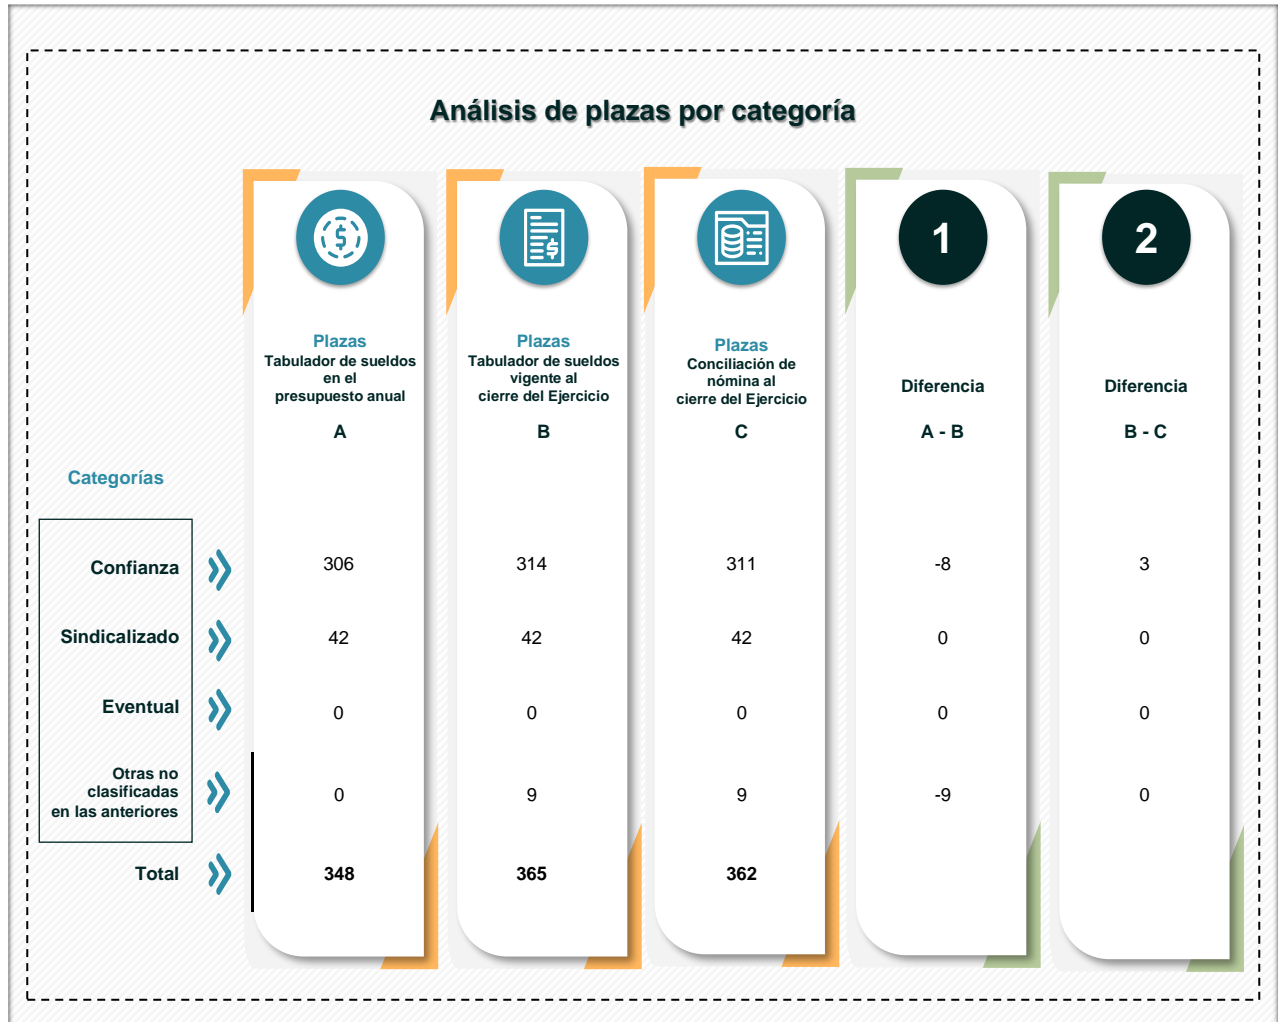 Análisis de plazas por categoría
1
2
Plazas
Tabulador de sueldos
en el
presupuesto anual
A
Plazas
Tabulador de sueldos
vigente al
cierre del Ejercicio
B
Plazas
Conciliación de
nómina al
cierre del Ejercicio
C
Diferencia
A - B
Diferencia
B - C
Categorías
Confianza 306 314 311 -8 3
Sindicalizado 42 42 42 0 0
Eventual 0 0 0 0 0
Otras no
clasificadas
en las anteriores
0 9 9 -9 0
Total 348 365 362